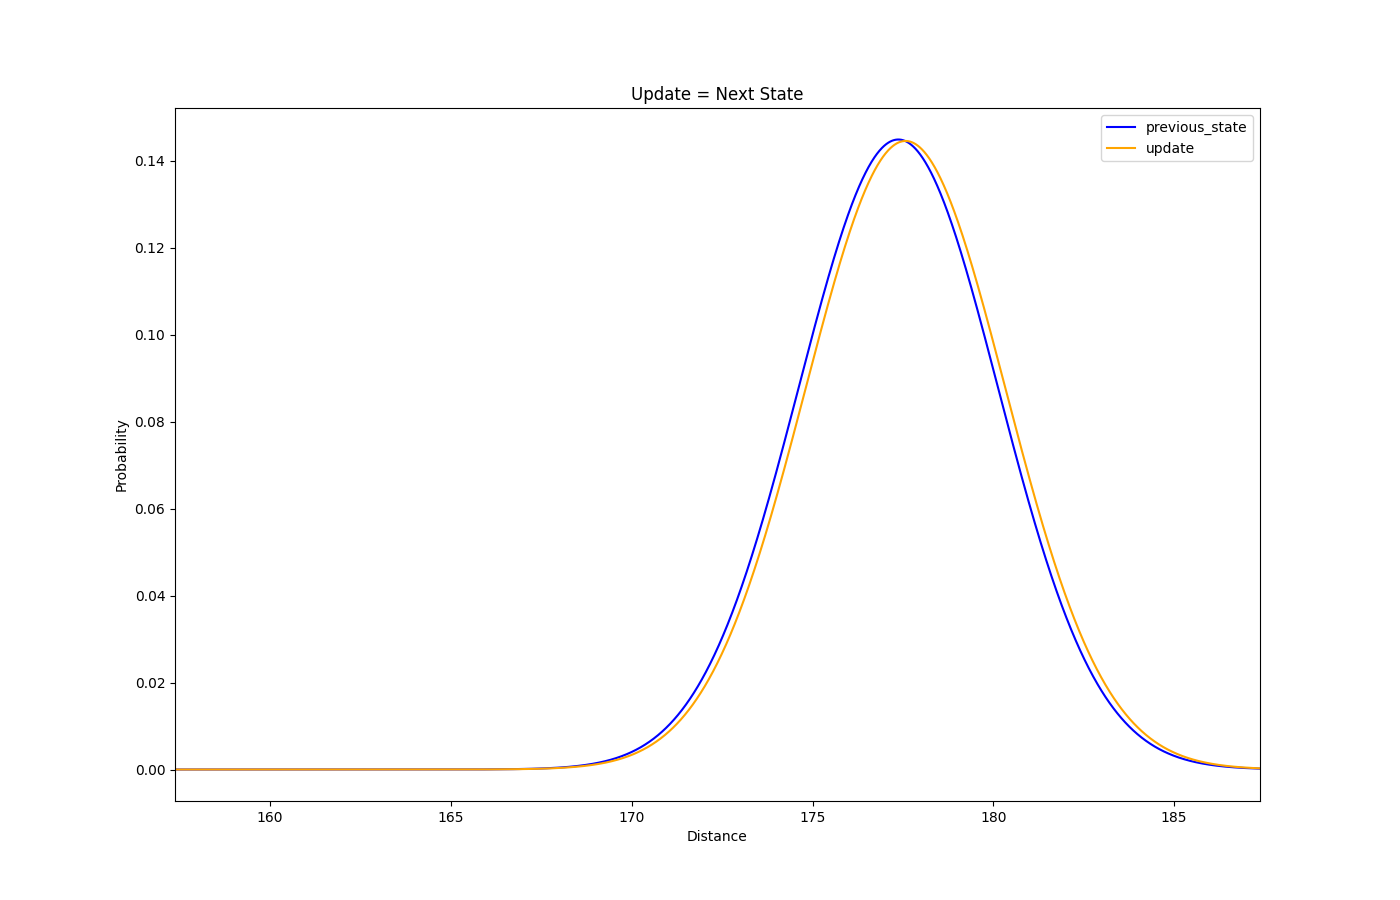 Update = Next State
previous_state
update
0.14
0.12
0.10
0.08
0.06
0.04
0.02
0.00
Probability
160
165
170
175
180
185
Distance